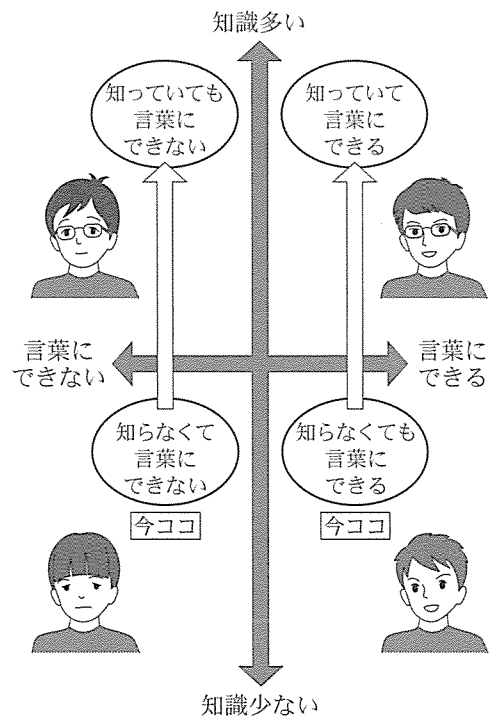 知識多い
知っていても
言葉に
できない
知っていて
言葉に
できる
言葉に
できない
言葉に
できる
知らなくて
言葉に
できない
今ココ
知らなくても
言葉に
できる
今ココ
知識少ない